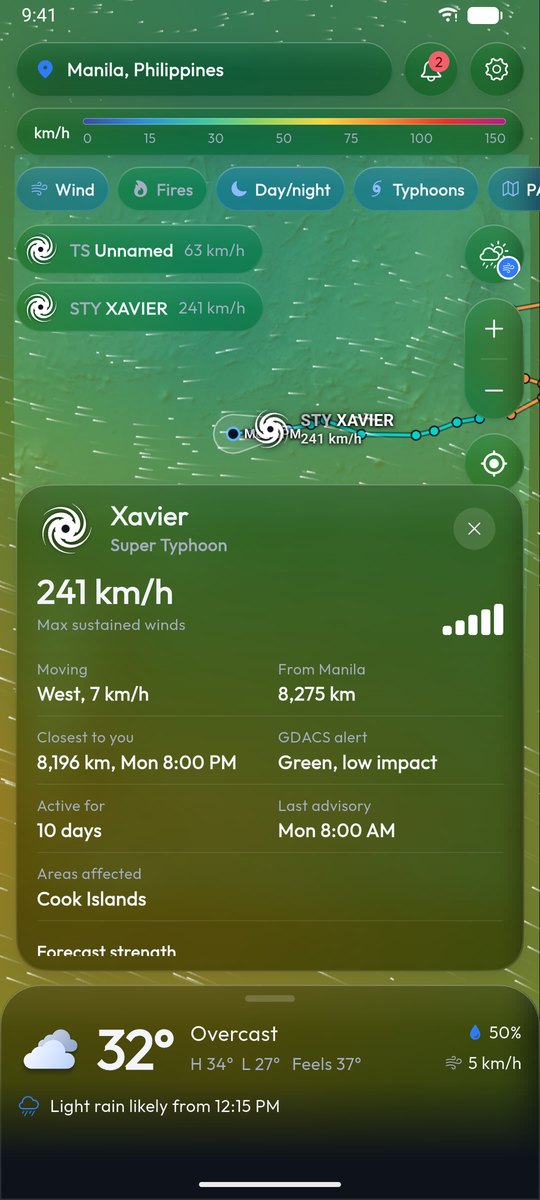 9:41
Manila, Philippines
2
km/h
0 15 30 50 75 100 150
Wind
Fires
Day/night
Typhoons
TS Unnamed 63 km/h
STY XAVIER 241 km/h
STY XAVIER
241 km/h
Xavier
Super Typhoon
241 km/h
Max sustained winds
Moving
West, 7 km/h
From Manila
8,275 km
Closest to you
8,196 km, Mon 8:00 PM
GDACS alert
Green, low impact
Active for
10 days
Last advisory
Mon 8:00 AM
Areas affected
Cook Islands
Forecast strength
32°
Overcast
H 34° L 27° Feels 37°
50%
5 km/h
Light rain likely from 12:15 PM